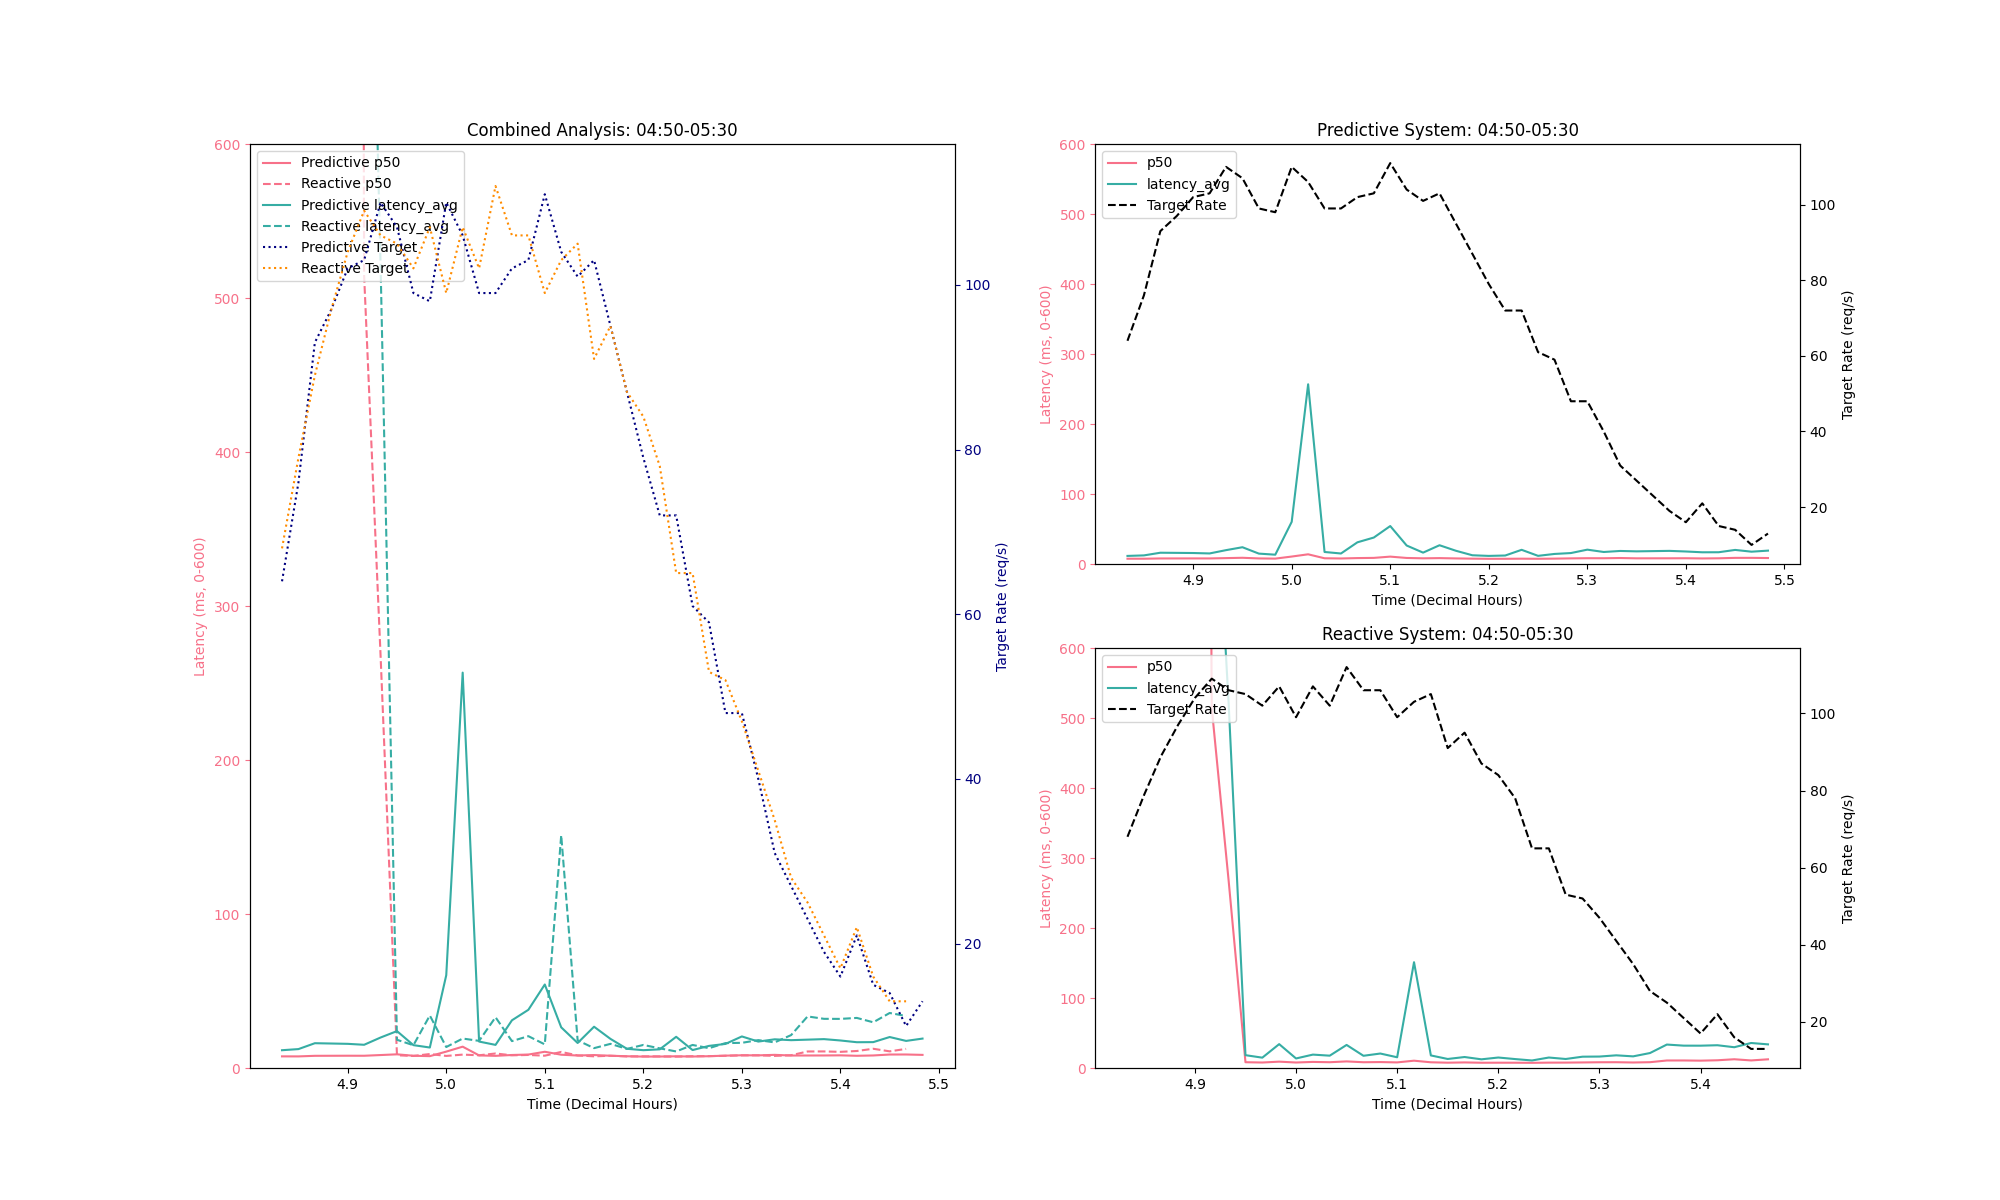 Combined Analysis: 04:50-05:30
Predictive p50
Reactive p50
Predictive latency_avg
Reactive latency_avg
Predictive Target
Reactive Target
600
500
400
300
200
100
0
Latency (ms, 0-600)
100
80
60
40
20
Target Rate (req/s)
4.9 5.0 5.1 5.2 5.3 5.4 5.5
Time (Decimal Hours)
Predictive System: 04:50-05:30
p50
latency_avg
Target Rate
600
500
400
300
200
100
0
Latency (ms, 0-600)
100
80
60
40
20
Target Rate (req/s)
4.9 5.0 5.1 5.2 5.3 5.4 5.5
Time (Decimal Hours)
Reactive System: 04:50-05:30
p50
latency_avg
Target Rate
600
500
400
300
200
100
0
Latency (ms, 0-600)
100
80
60
40
20
Target Rate (req/s)
4.9 5.0 5.1 5.2 5.3 5.4
Time (Decimal Hours)